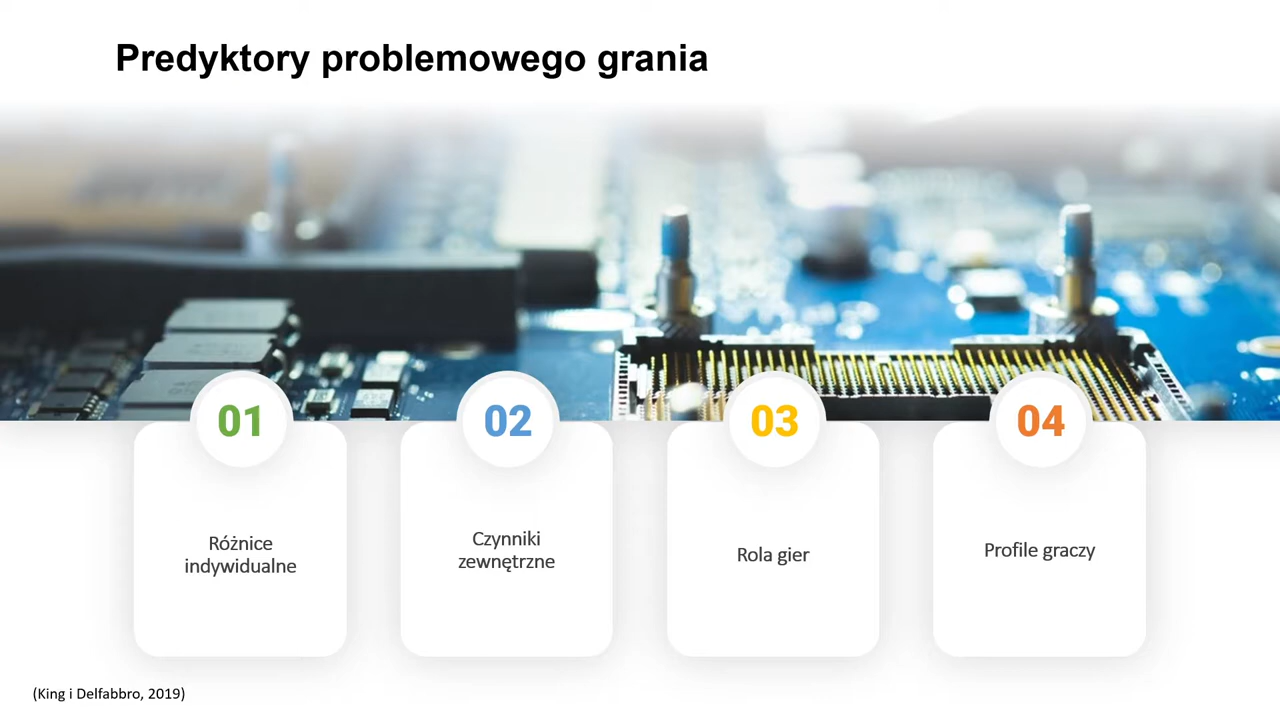 Predyktory problemowego grania
01
Różnice
indywidualne
02
Czynniki
zewnętrzne
03
Rola gier
04
Profile graczy
(King i Delfabbro, 2019)